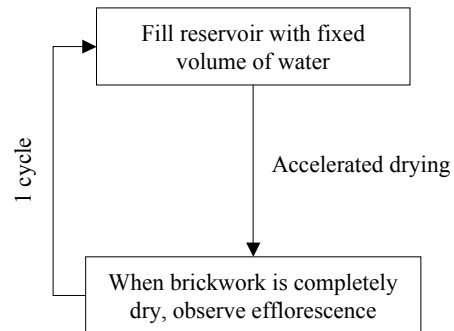 Fill reservoir with fixed
volume of water
Accelerated drying
1 cycle
When brickwork is completely
dry, observe efflorescence